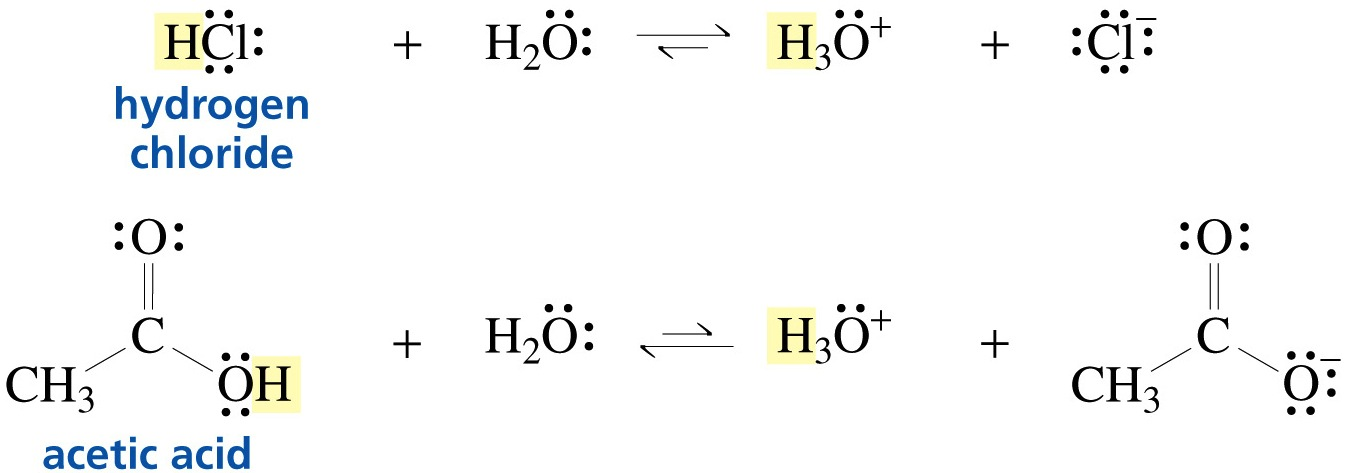 HCl + H₂O ⇌ H₃O⁺ + Cl⁻
hydrogen
chloride
O O
C + H₂O ⇌ H₃O⁺ + C
CH₃ OH CH₃ O⁻
acetic acid